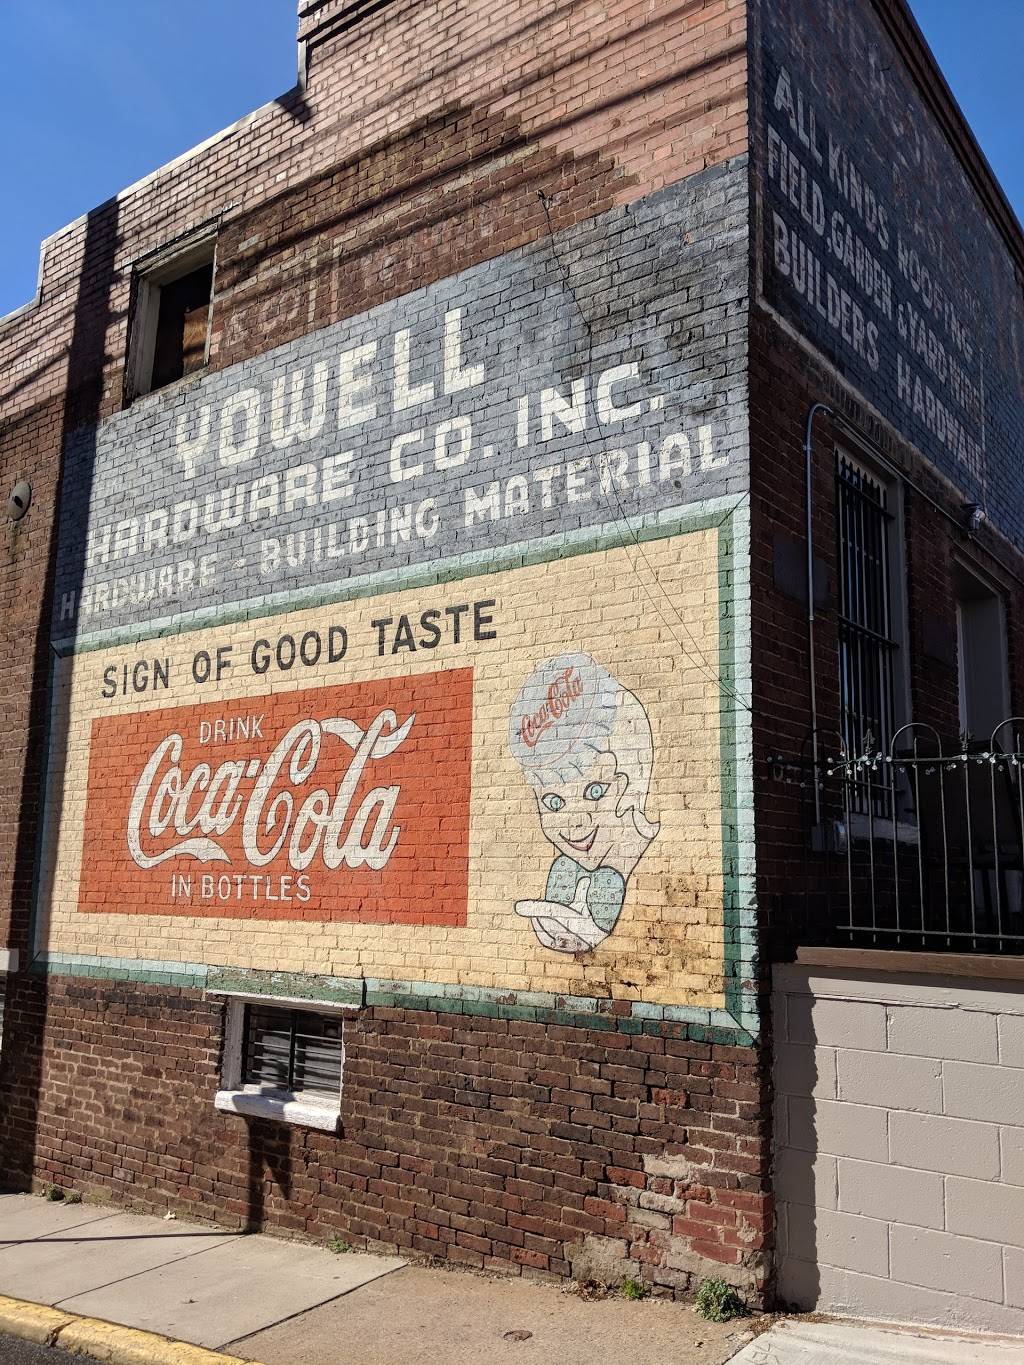 YOWELL
HARDWARE CO. INC.
HARDWARE - BUILDING MATERIAL
SIGN OF GOOD TASTE
DRINK
Coca-Cola
IN BOTTLES
Coca-Cola
ALL KINDS ROOFINGS
FIELD, GARDEN & YARD
BUILDERS HARDWARE